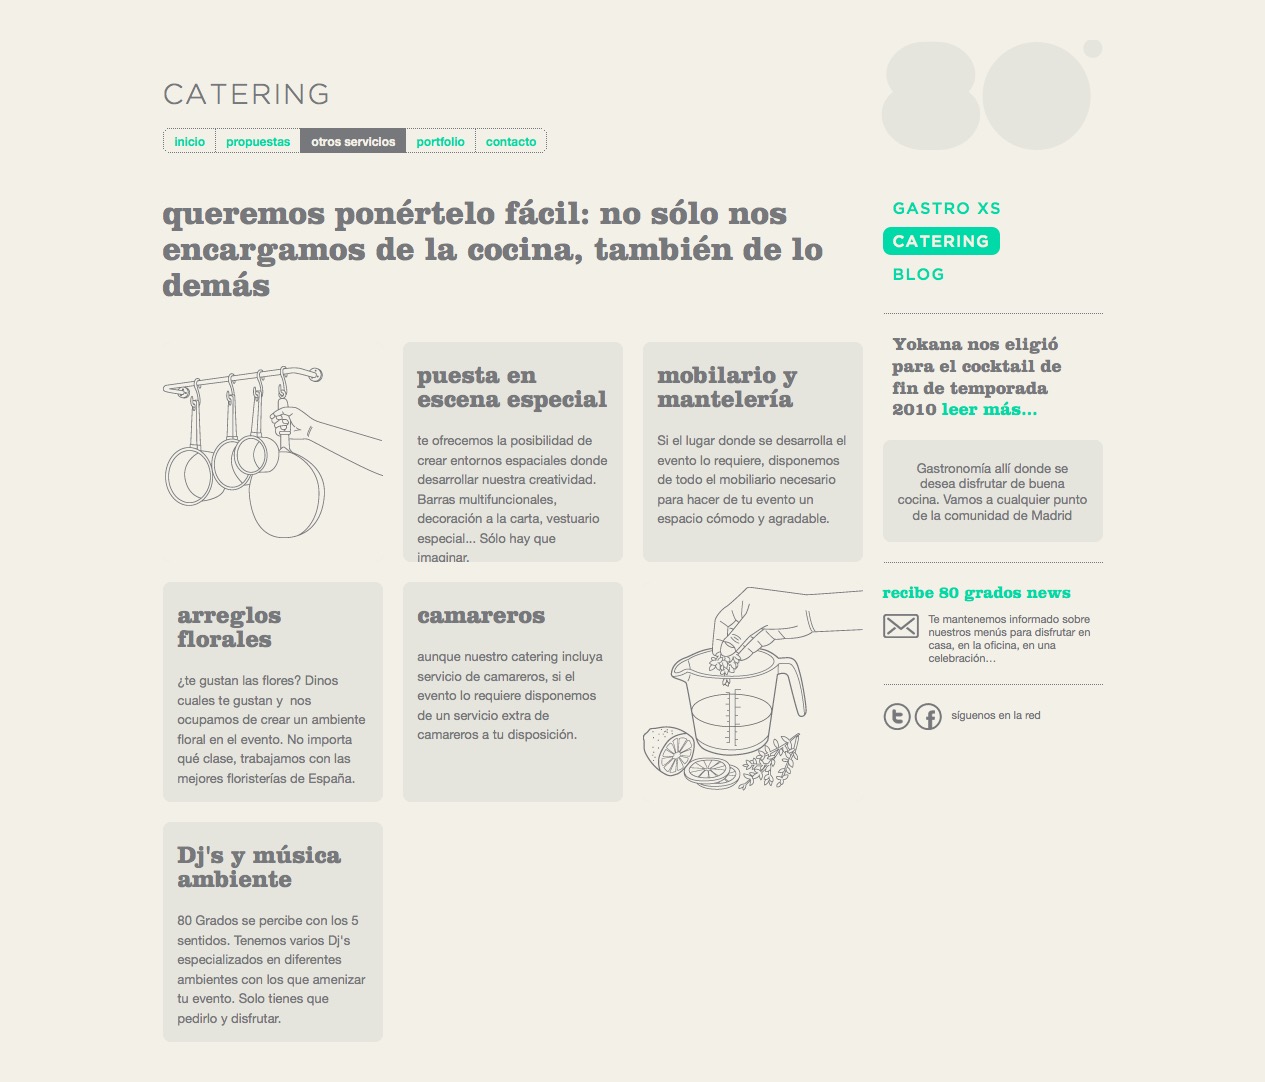 CATERING
inicio
propuestas
otros servicios
portfolio
contacto
queremos ponértelo fácil: no sólo nos
encargamos de la cocina, también de lo
demás
puesta en
escena especial
te ofrecemos la posibilidad de
crear entornos espaciales donde
desarrollar nuestra creatividad.
Barras multifuncionales,
decoración a la carta, vestuario
especial... Sólo hay que
imaginar.
mobilario y
mantelería
Si el lugar donde se desarrolla el
evento lo requiere, disponemos
de todo el mobiliario necesario
para hacer de tu evento un
espacio cómodo y agradable.
arreglos
florales
¿te gustan las flores? Dinos
cuales te gustan y  nos
ocupamos de crear un ambiente
floral en el evento. No importa
qué clase, trabajamos con las
mejores floristerías de España.
camareros
aunque nuestro catering incluya
servicio de camareros, si el
evento lo requiere disponemos
de un servicio extra de
camareros a tu disposición.
Dj's y música
ambiente
80 Grados se percibe con los 5
sentidos. Tenemos varios Dj's
especializados en diferentes
ambientes con los que amenizar
tu evento. Solo tienes que
pedirlo y disfrutar.
80
GASTRO XS
CATERING
BLOG
Yokana nos eligió
para el cocktail de
fin de temporada
2010 leer más...
Gastronomía allí donde se
desea disfrutar de buena
cocina. Vamos a cualquier punto
de la comunidad de Madrid
recibe 80 grados news
Te mantenemos informado sobre
nuestros menús para disfrutar en
casa, en la oficina, en una
celebración...
síguenos en la red